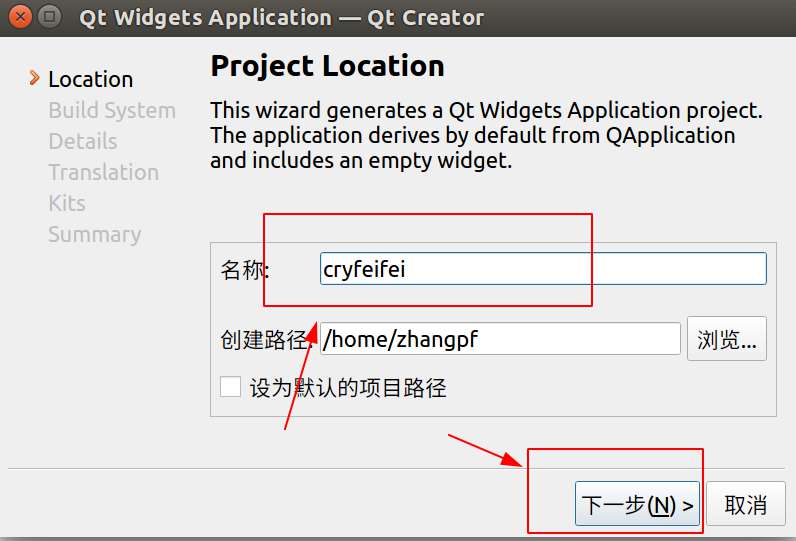 Qt Widgets Application — Qt Creator
Location
Build System
Details
Translation
Kits
Summary
Project Location
This wizard generates a Qt Widgets Application project.
The application derives by default from QApplication
and includes an empty widget.
名称: cryfeifei
创建路径: /home/zhangpf 浏览...
设为默认的项目路径
下一步(N) > 取消